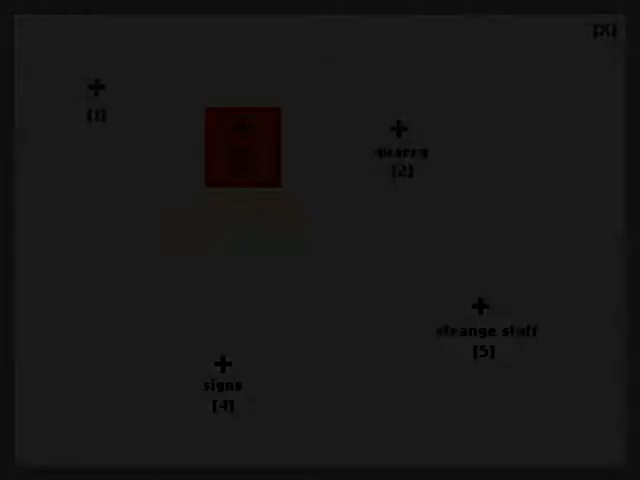 [X]
[1]
quarry
[2]
strange stuff
[5]
signs
[4]